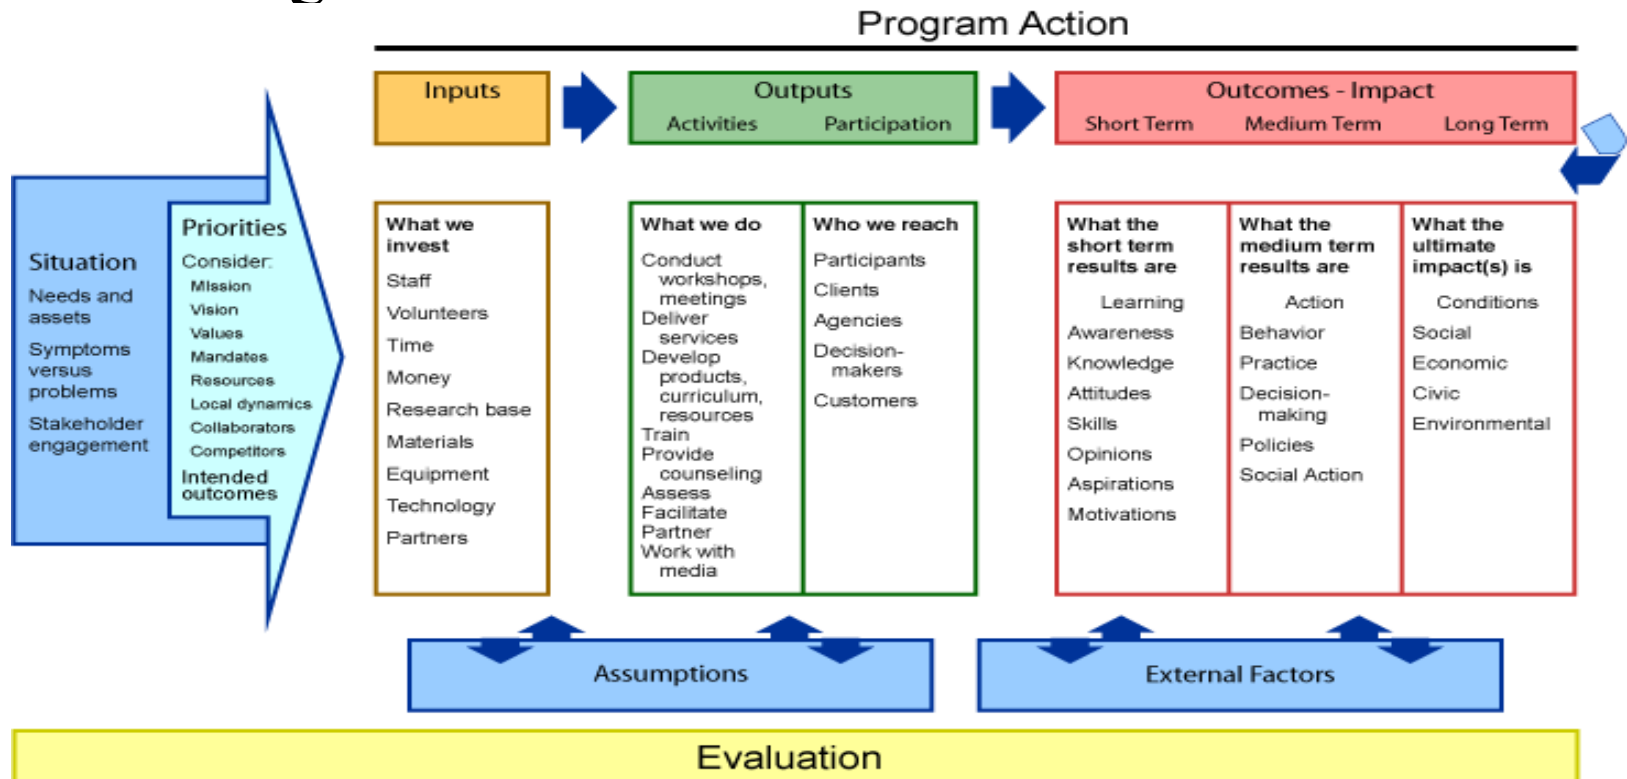 Program Action
Inputs
Outputs
Activities Participation
Outcomes - Impact
Short Term Medium Term Long Term
Situation
Needs and
assets
Symptoms
versus
problems
Stakeholder
engagement
Priorities
Consider:
Mission
Vision
Values
Mandates
Resources
Local dynamics
Collaborators
Competitors
Intended
outcomes
What we
invest
Staff
Volunteers
Time
Money
Research base
Materials
Equipment
Technology
Partners
What we do
Conduct
workshops,
meetings
Deliver
services
Develop
products,
curriculum,
resources
Train
Provide
counseling
Assess
Facilitate
Partner
Work with
media
Who we reach
Participants
Clients
Agencies
Decision-
makers
Customers
What the
short term
results are
Learning
Awareness
Knowledge
Attitudes
Skills
Opinions
Aspirations
Motivations
What the
medium term
results are
Action
Behavior
Practice
Decision-
making
Policies
Social Action
What the
ultimate
impact(s) is
Conditions
Social
Economic
Civic
Environmental
Assumptions
External Factors
Evaluation